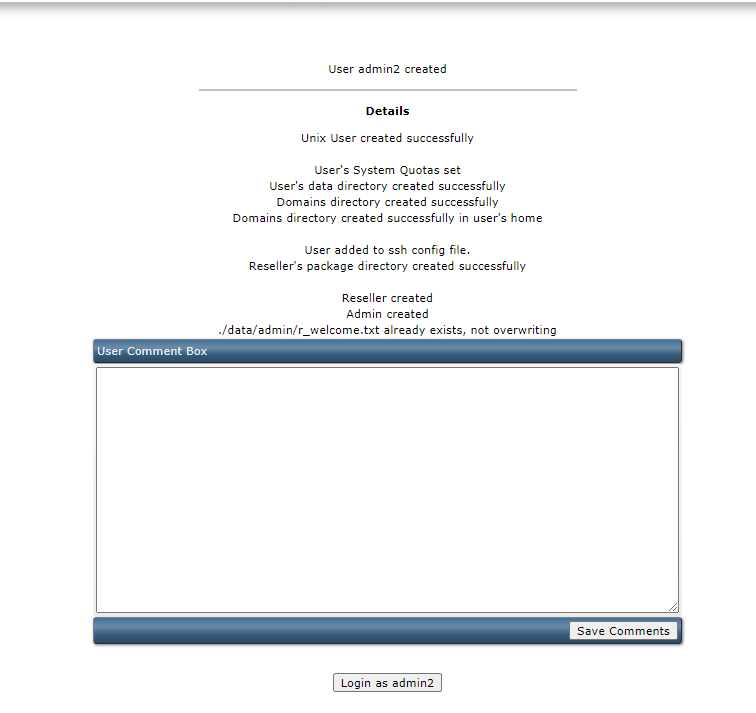 User admin2 created
Details
Unix User created successfully
User's System Quotas set
User's data directory created successfully
Domains directory created successfully
Domains directory created successfully in user's home
User added to ssh config file.
Reseller's package directory created successfully
Reseller created
Admin created
./data/admin/r_welcome.txt already exists, not overwriting
User Comment Box
Save Comments
Login as admin2